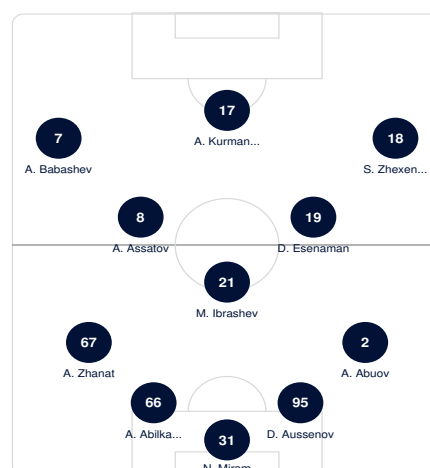 17
A. Kurman...
7
18
A. Babashev
S. Zhexen...
8
19
A. Assatov
D. Esenaman
21
M. Ibrashev
67
2
A. Zhanat
A. Abuov
66
95
A. Abilka...
D. Aussenov
31